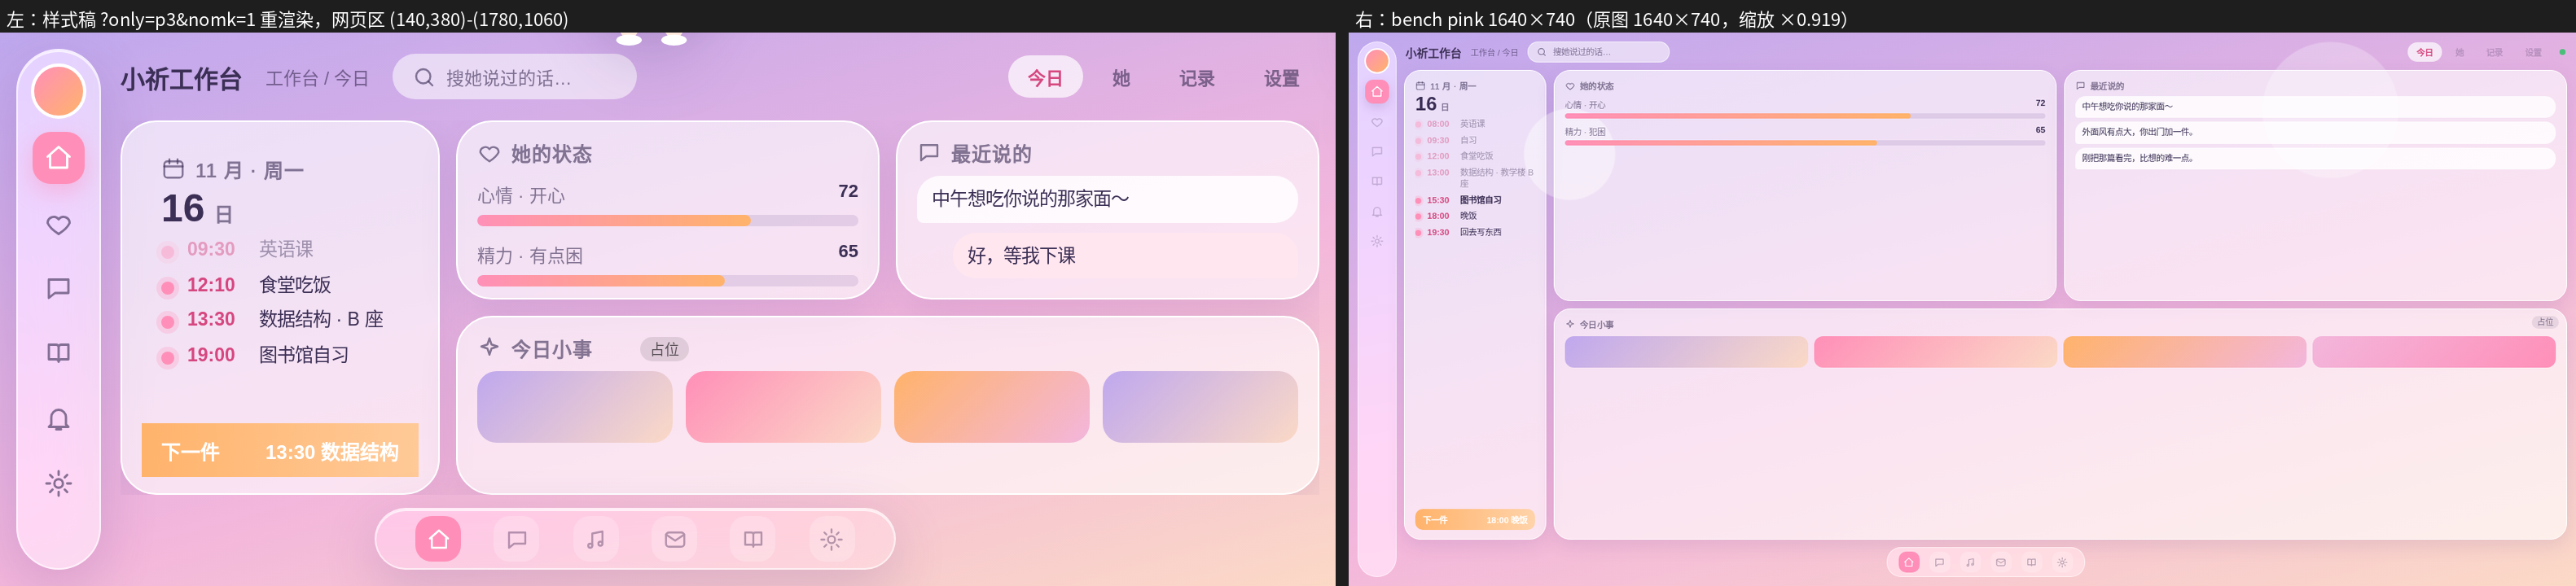 左：样式稿 ?only=p3&nomk=1 重渲染，网页区 (140,380)-(1780,1060)
小祈工作台
工作台 / 今日
搜她说过的话…
今日
她
记录
设置
11 月 · 周一
16 日
09:30 英语课
12:10 食堂吃饭
13:30 数据结构 · B 座
19:00 图书馆自习
下一件 13:30 数据结构
她的状态
心情 · 开心 72
精力 · 有点困 65
最近说的
中午想吃你说的那家面～
好，等我下课
今日小事 占位
右：bench pink 1640×740（原图 1640×740，缩放 ×0.919）
小祈工作台
工作台 / 今日
搜她说过的话…
今日
她
记录
设置
11 月 · 周一
16 日
08:00 英语课
09:30 自习
12:00 食堂吃饭
13:00 数据结构 · 教学楼 B
座
15:30 图书馆自习
18:00 晚饭
19:30 回去写东西
下一件 18:00 晚饭
她的状态
心情 · 开心 72
精力 · 犯困 65
最近说的
中午想吃你说的那家面～
外面风有点大，你出门加一件。
刚把那篇看完，比想的难一点。
今日小事 占位